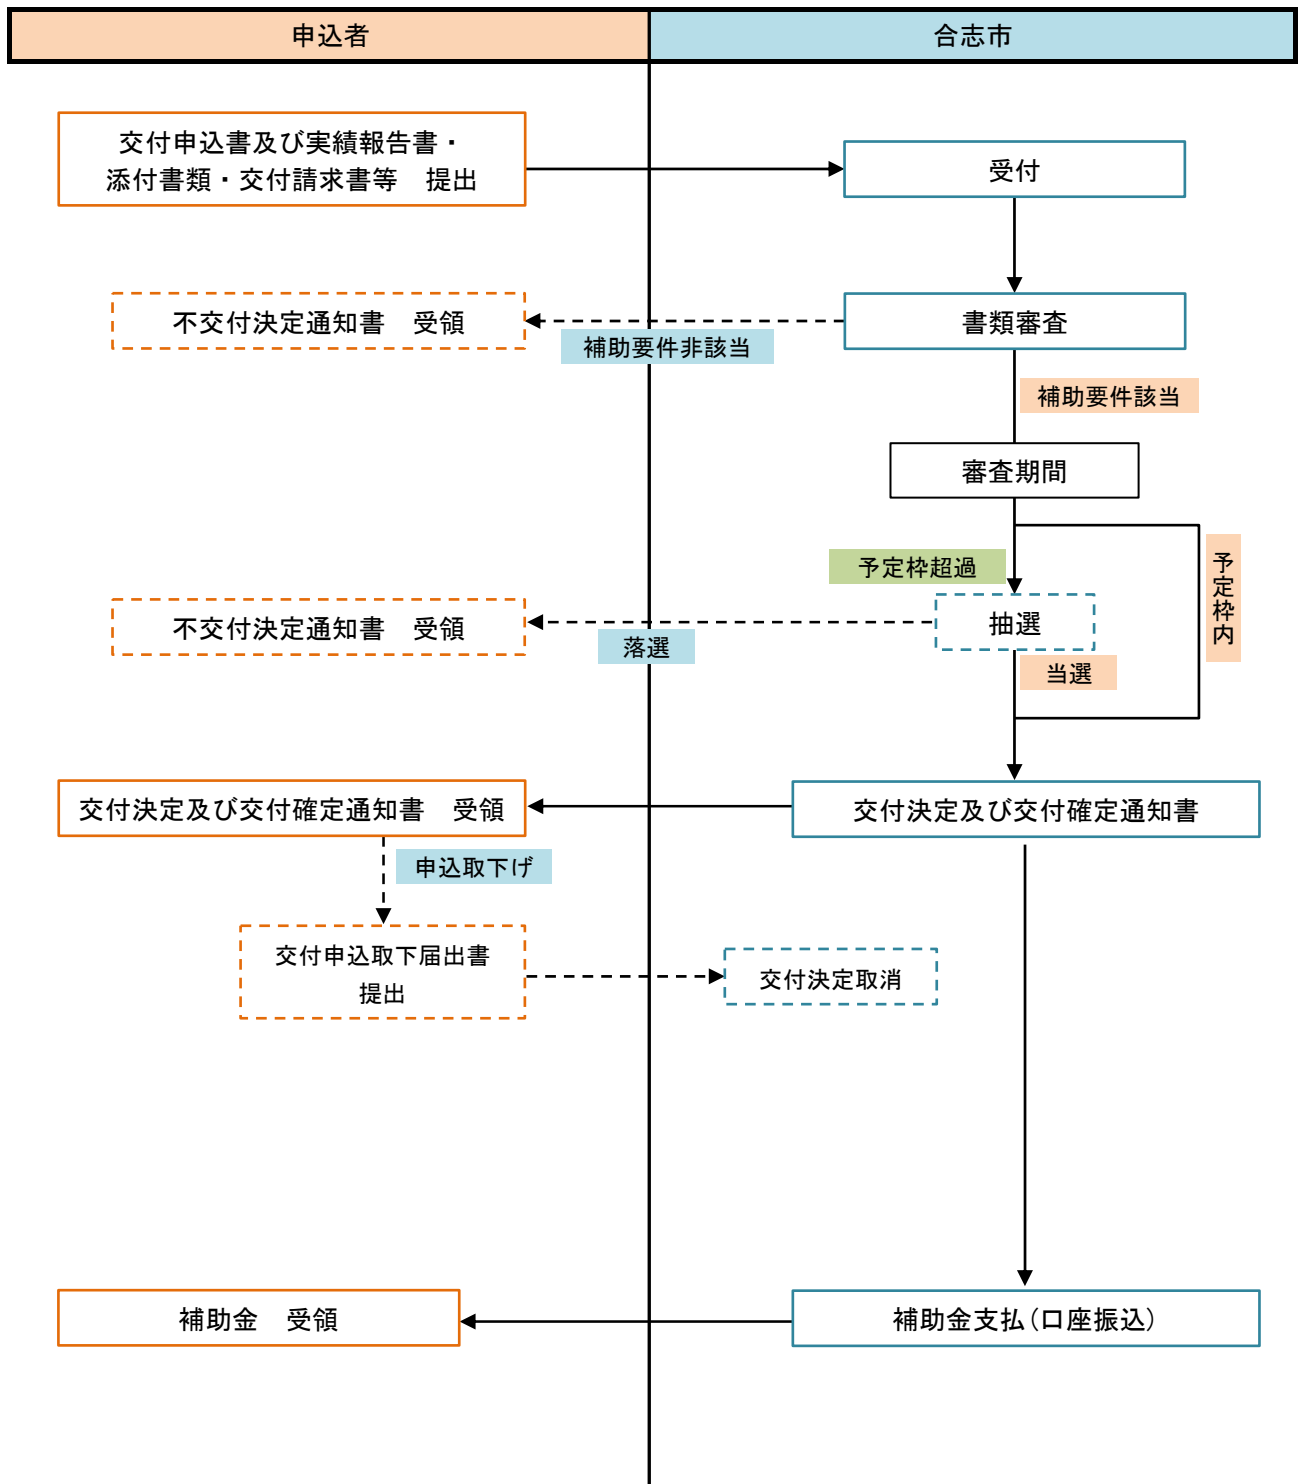 申込者
合志市
交付申込書及び実績報告書・
添付書類・交付請求書等　提出
受付
不交付決定通知書　受領
補助要件非該当
書類審査
補助要件該当
審査期間
予定枠超過
予定枠内
不交付決定通知書　受領
落選
抽選
当選
交付決定及び交付確定通知書　受領
交付決定及び交付確定通知書
申込取下げ
交付申込取下届出書
提出
交付決定取消
補助金　受領
補助金支払(口座振込)